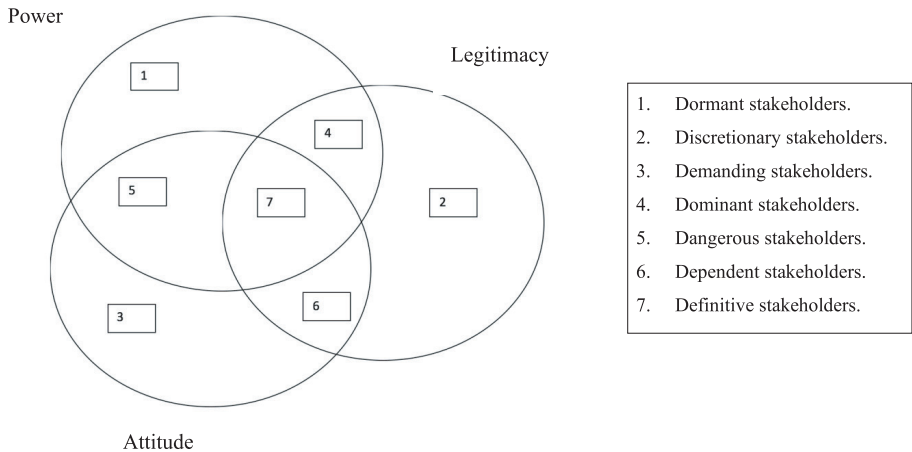 Power
Legitimacy
1
4
5
7
2
3
6
Attitude
1. Dormant stakeholders.
2. Discretionary stakeholders.
3. Demanding stakeholders.
4. Dominant stakeholders.
5. Dangerous stakeholders.
6. Dependent stakeholders.
7. Definitive stakeholders.